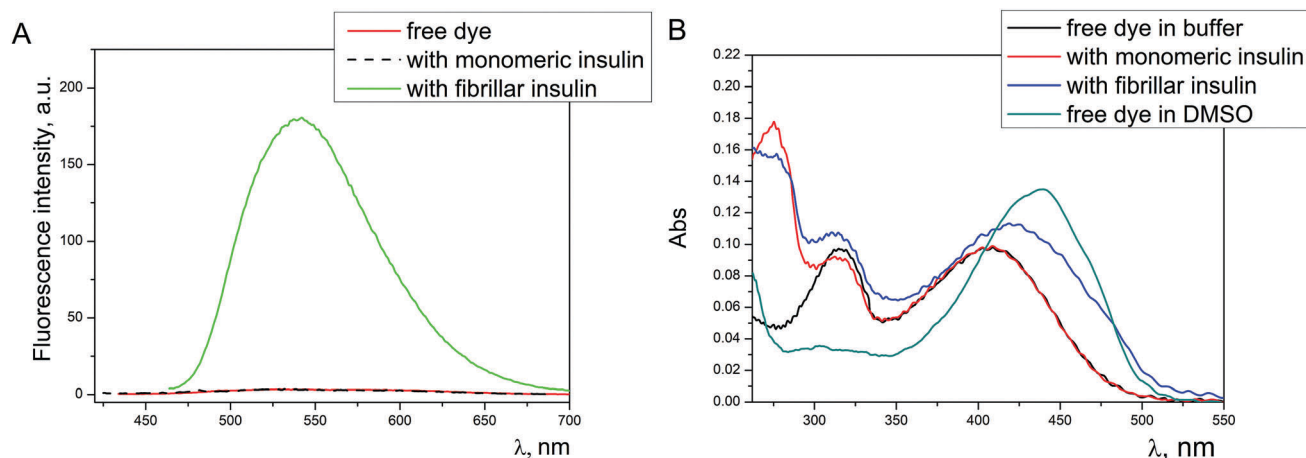 A
free dye
with monomeric insulin
with fibrillar insulin
Fluorescence intensity, a.u.
200
150
100
50
0
450 500 550 600 650 700
λ, nm
B
free dye in buffer
with monomeric insulin
with fibrillar insulin
free dye in DMSO
Abs
0.22
0.20
0.18
0.16
0.14
0.12
0.10
0.08
0.06
0.04
0.02
0.00
300 350 400 450 500 550
λ, nm